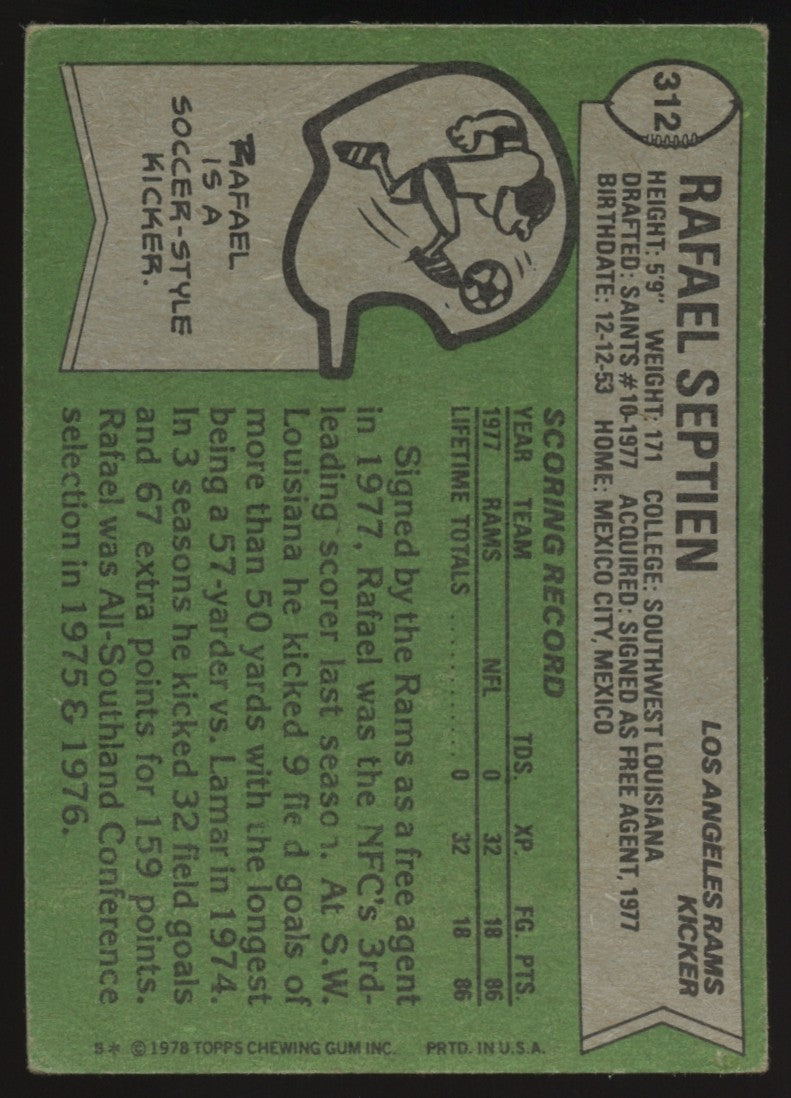 312
RAFAEL SEPTIEN
LOS ANGELES RAMS
KICKER
HEIGHT: 5'9" WEIGHT: 171 COLLEGE: SOUTHWEST LOUISIANA
DRAFTED: SAINTS #10-1977 ACQUIRED: SIGNED AS FREE AGENT, 1977
BIRTHDATE: 12-12-53 HOME: MEXICO CITY, MEXICO
RAFAEL
IS A
SOCCER-STYLE
KICKER.
SCORING RECORD
YEAR TEAM TDS. XP. FG. PTS.
1977 RAMS NFL 0 32 18 86
LIFETIME TOTALS ........... 0 32 18 86
Signed by the Rams as a free agent
in 1977, Rafael was the NFC's 3rd-
leading scorer last season. At S.W.
Louisiana he kicked 9 field goals of
more than 50 yards with the longest
being a 57-yarder vs. Lamar in 1974.
In 3 seasons he kicked 32 field goals
and 67 extra points for 159 points.
Rafael was All-Southland Conference
selection in 1975 & 1976.
B* © 1978 TOPPS CHEWING GUM INC. PRTD. IN U.S.A.